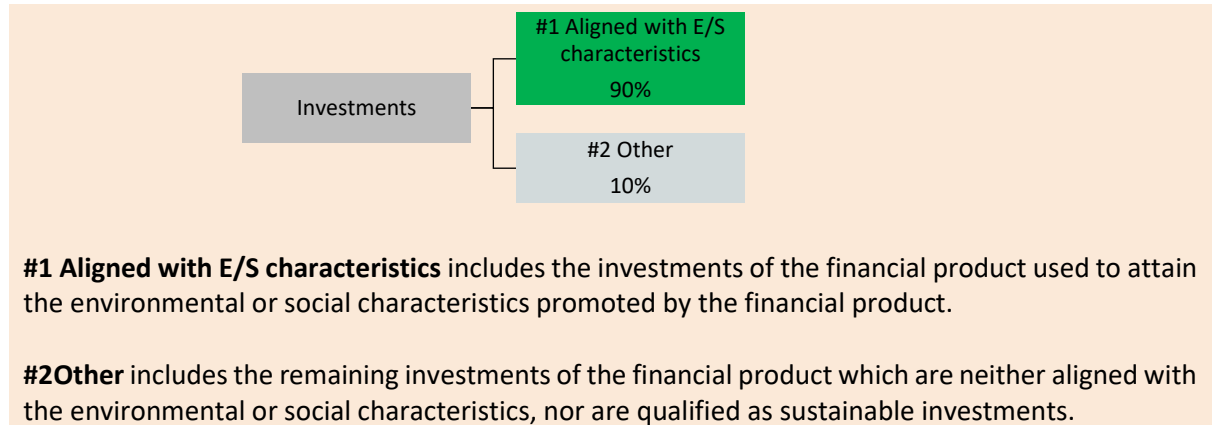 #1 Aligned with E/S
characteristics
90%
Investments
#2 Other
10%
#1 Aligned with E/S characteristics includes the investments of the financial product used to attain
the environmental or social characteristics promoted by the financial product.
#2Other includes the remaining investments of the financial product which are neither aligned with
the environmental or social characteristics, nor are qualified as sustainable investments.